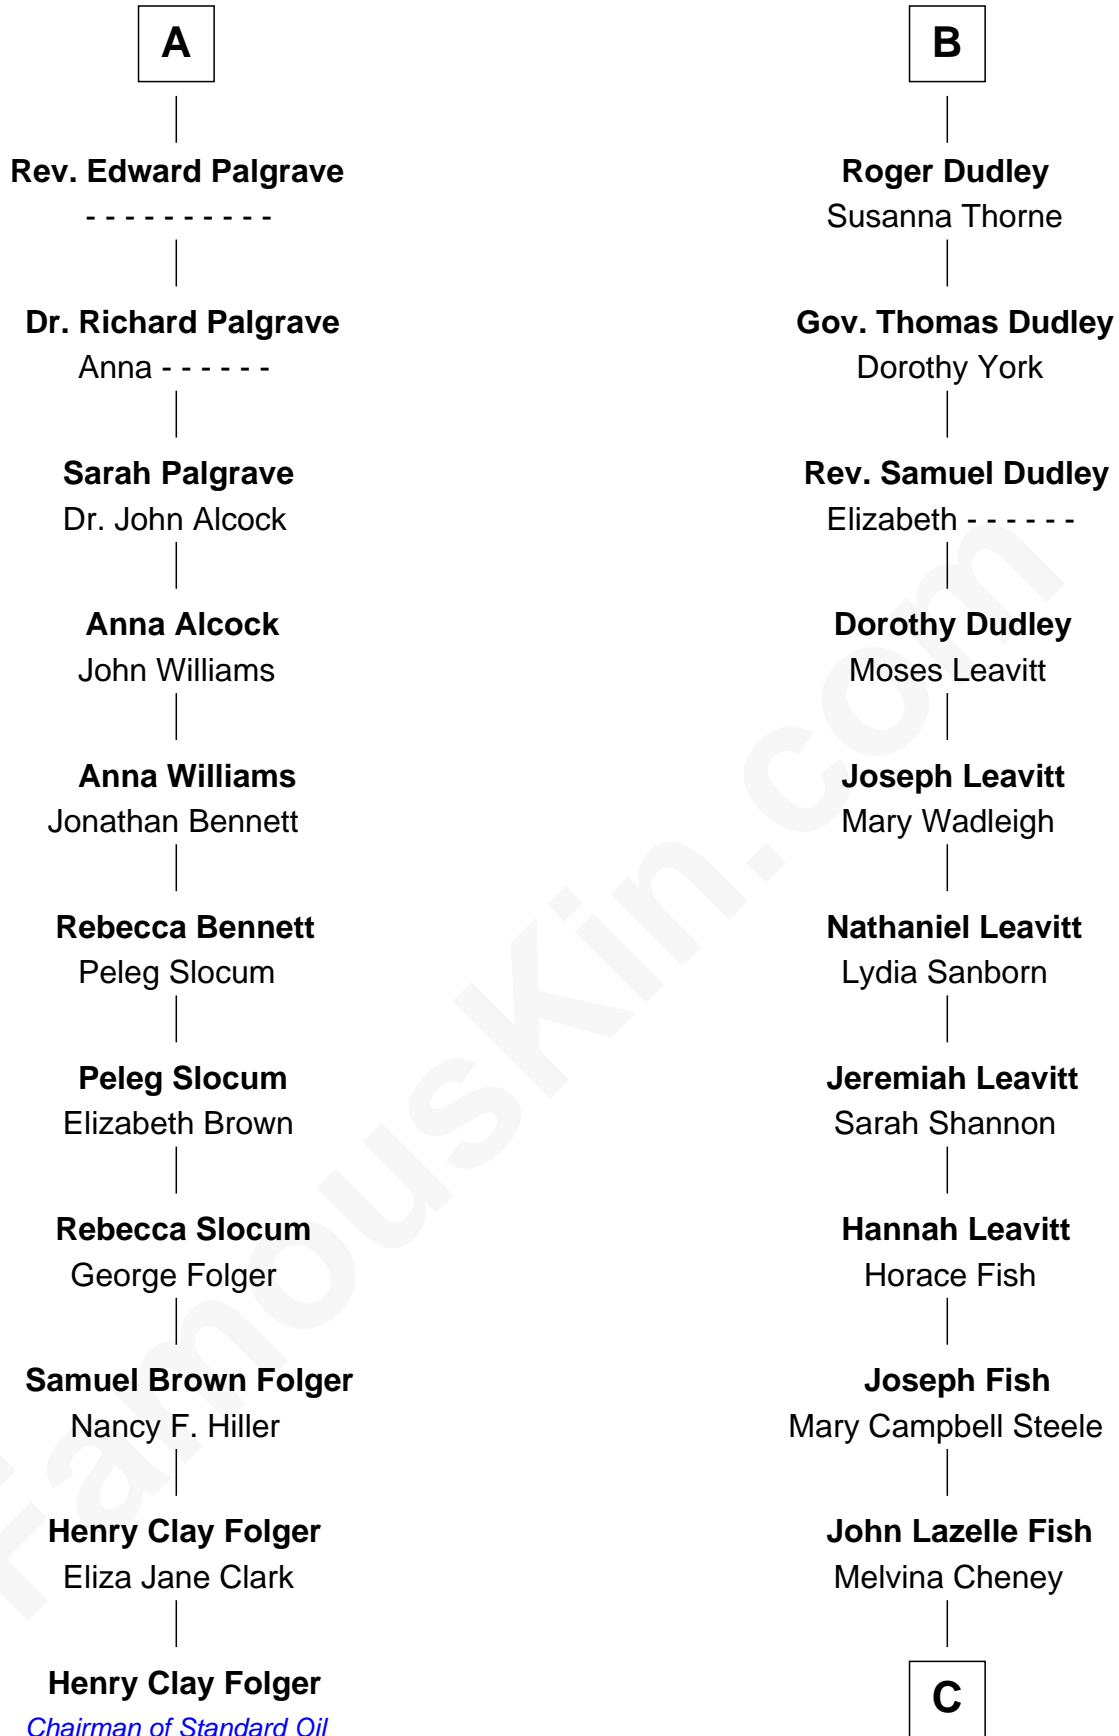 A
Rev. Edward Palgrave
- - - - - - - - - -
Dr. Richard Palgrave
Anna - - - - - -
Sarah Palgrave
Dr. John Alcock
Anna Alcock
John Williams
Anna Williams
Jonathan Bennett
Rebecca Bennett
Peleg Slocum
Peleg Slocum
Elizabeth Brown
Rebecca Slocum
George Folger
Samuel Brown Folger
Nancy F. Hiller
Henry Clay Folger
Eliza Jane Clark
Henry Clay Folger
Chairman of Standard Oil
B
Roger Dudley
Susanna Thorne
Gov. Thomas Dudley
Dorothy York
Rev. Samuel Dudley
Elizabeth - - - - - -
Dorothy Dudley
Moses Leavitt
Joseph Leavitt
Mary Wadleigh
Nathaniel Leavitt
Lydia Sanborn
Jeremiah Leavitt
Sarah Shannon
Hannah Leavitt
Horace Fish
Joseph Fish
Mary Campbell Steele
John Lazelle Fish
Melvina Cheney
C
FamousKin.com